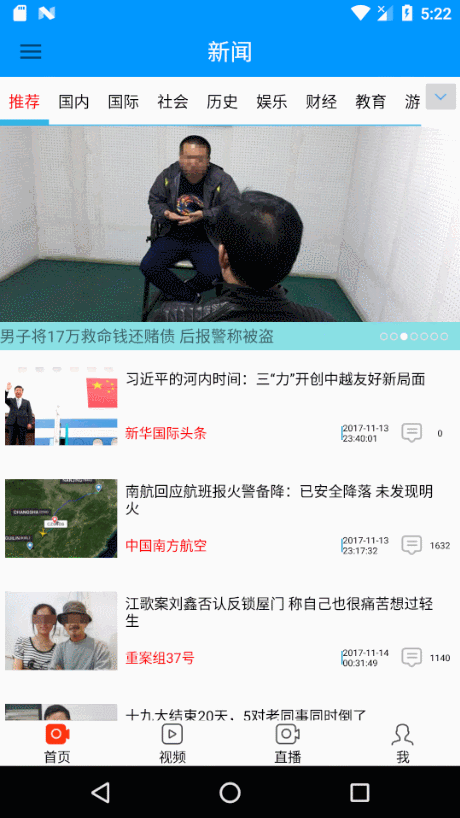 5:22
新闻
推荐 国内 国际 社会 历史 娱乐 财经 教育 游
男子将17万救命钱还赌债 后报警称被盗
习近平的河内时间：三“力”开创中越友好新局面
新华国际头条
2017-11-13
23:40:01
0
南航回应航班报火警备降：已安全降落 未发现明
火
中国南方航空
2017-11-13
23:17:32
1632
江歌案刘鑫否认反锁屋门 称自己也很痛苦想过轻
生
重案组37号
2017-11-14
00:31:49
1140
十九大结束20天，5对老同事同时倒了
首页 视频 直播 我